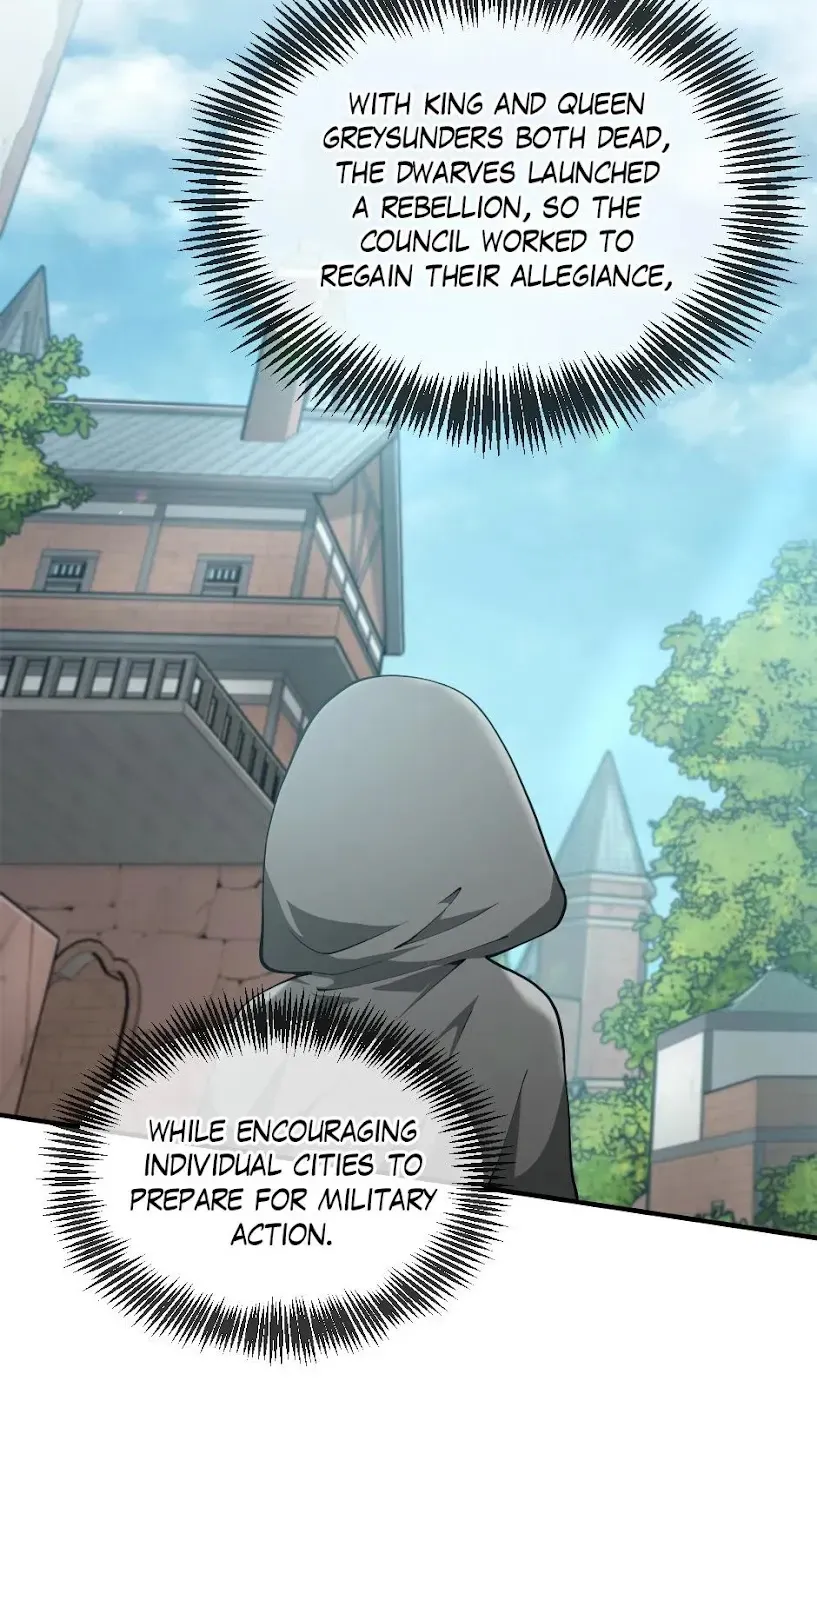 WITH KING AND QUEEN
GREYSUNDERS BOTH DEAD,
THE DWARVES LAUNCHED
A REBELLION, SO THE
COUNCIL WORKED TO
REGAIN THEIR ALLEGIANCE,
WHILE ENCOURAGING
INDIVIDUAL CITIES TO
PREPARE FOR MILITARY
ACTION.